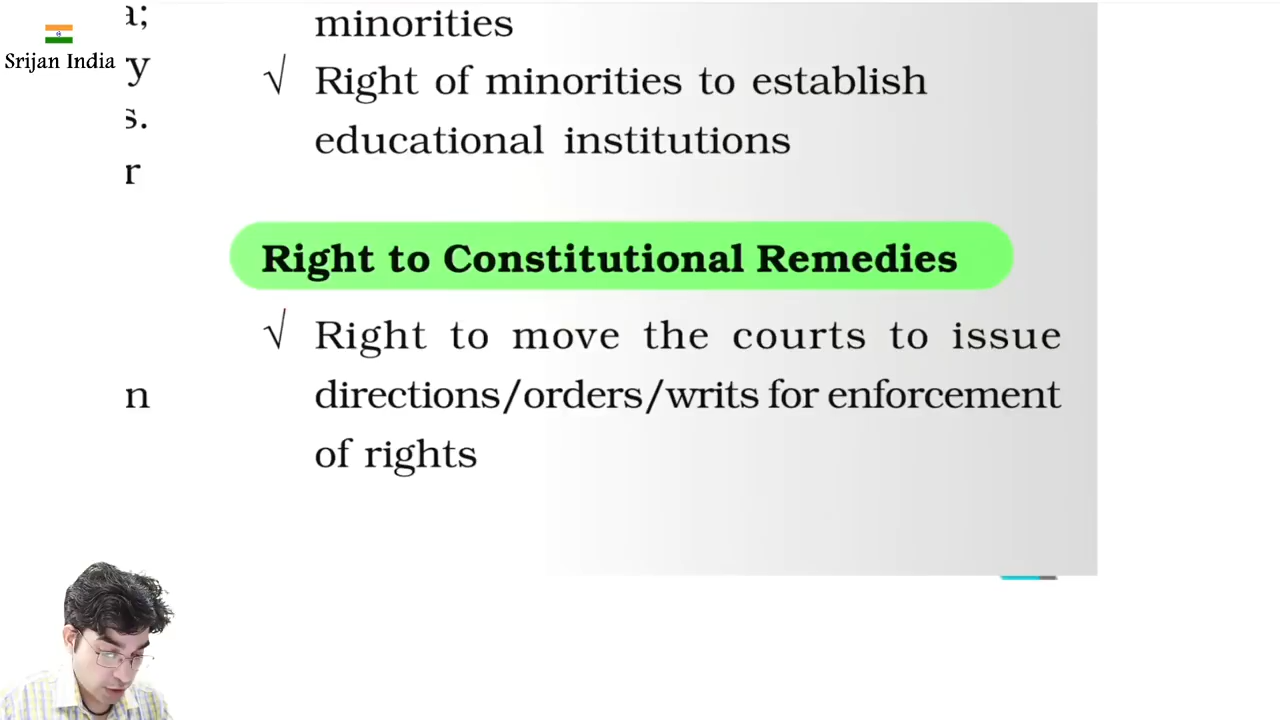 Srijan India
a;
y
s.
r
n
minorities
√ Right of minorities to establish
educational institutions
Right to Constitutional Remedies
√ Right to move the courts to issue
directions/orders/writs for enforcement
of rights